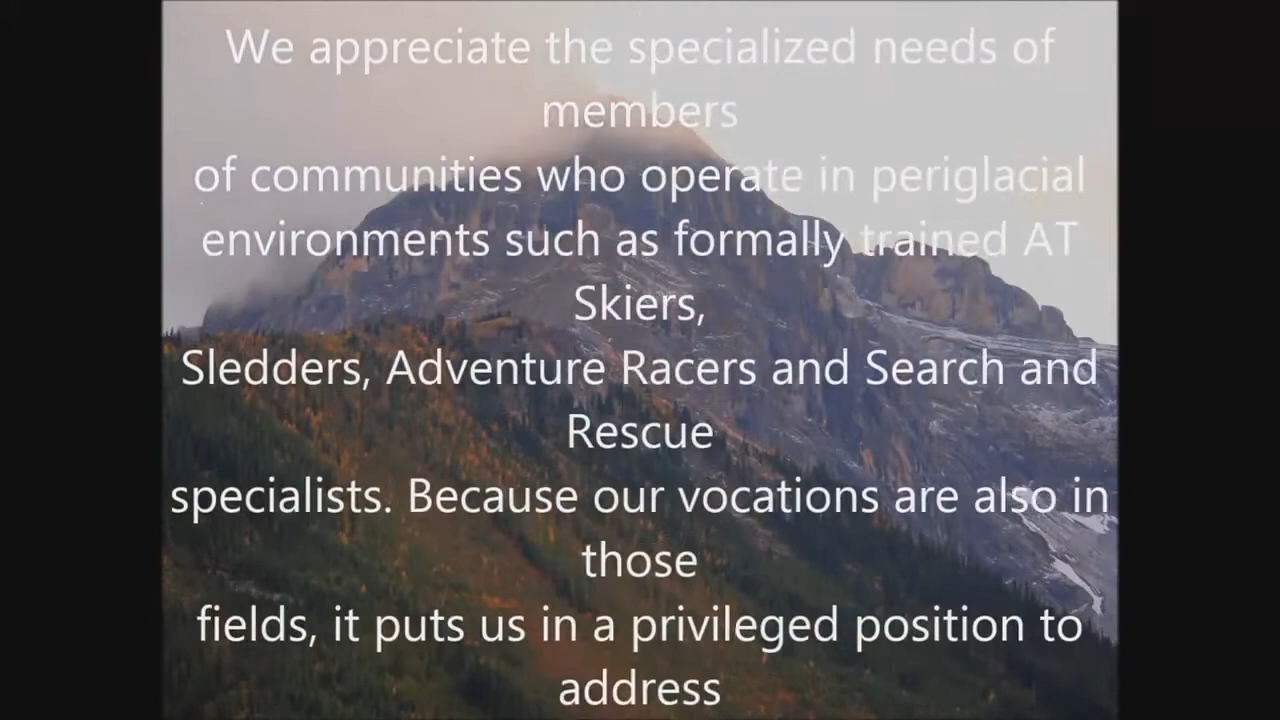 We appreciate the specialized needs of
members
of communities who operate in periglacial
environments such as formally trained AT
Skiers,
Sledders, Adventure Racers and Search and
Rescue
specialists. Because our vocations are also in
those
fields, it puts us in a privileged position to
address